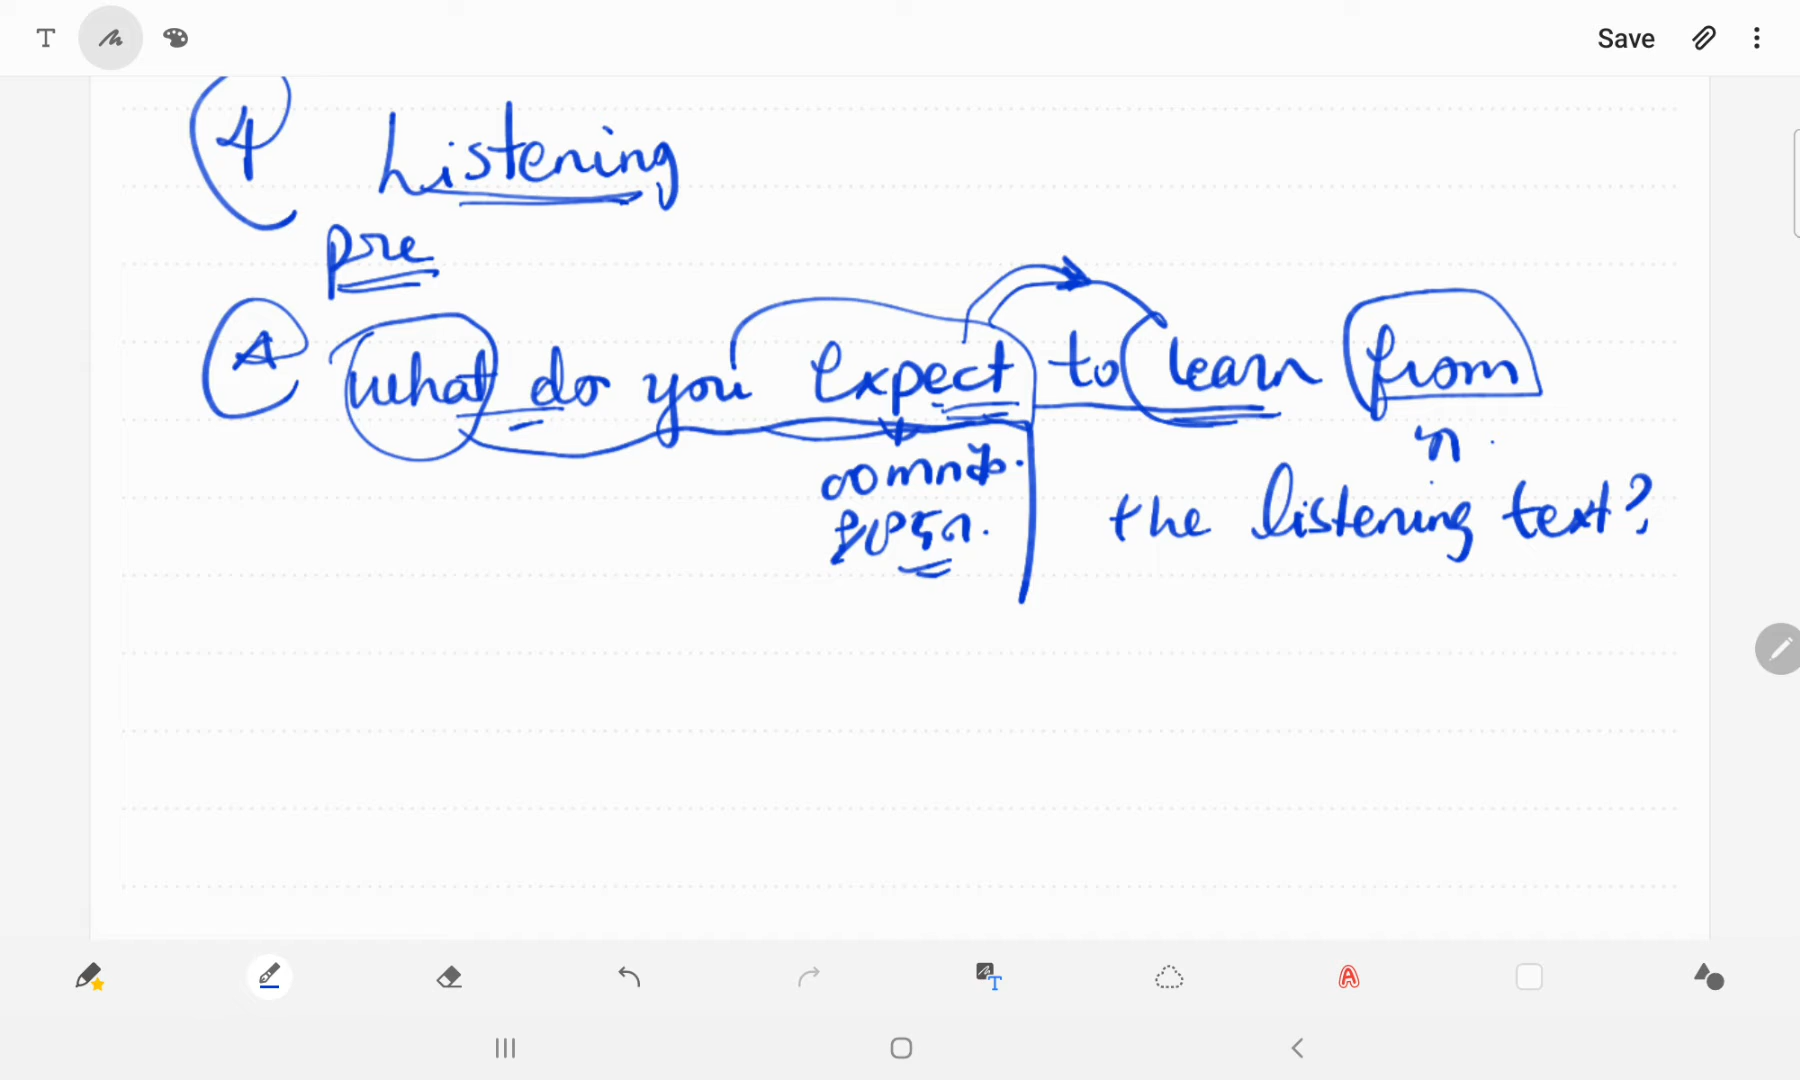 Save
4 Listening
pre
A what do you expect to learn from
the listening text?